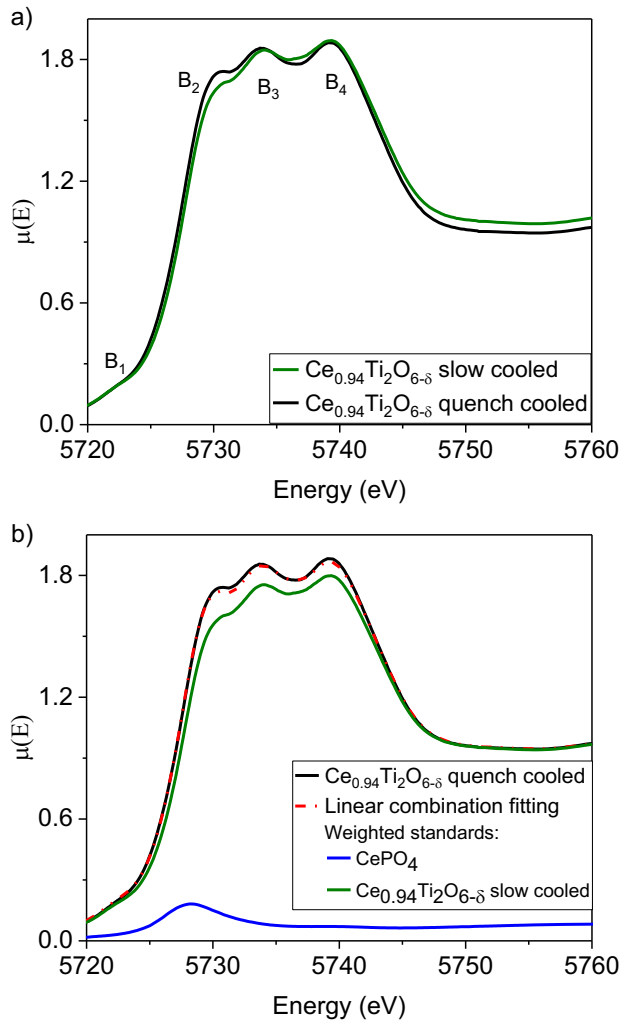 a)
1.8
1.2
0.6
0.0
μ(E)
B₁
B₂
B₃
B₄
Ce₀.₉₄Ti₂O₆₋δ slow cooled
Ce₀.₉₄Ti₂O₆₋δ quench cooled
5720 5730 5740 5750 5760
Energy (eV)
b)
1.8
1.2
0.6
0.0
μ(E)
Ce₀.₉₄Ti₂O₆₋δ quench cooled
Linear combination fitting
Weighted standards:
CePO₄
Ce₀.₉₄Ti₂O₆₋δ slow cooled
5720 5730 5740 5750 5760
Energy (eV)